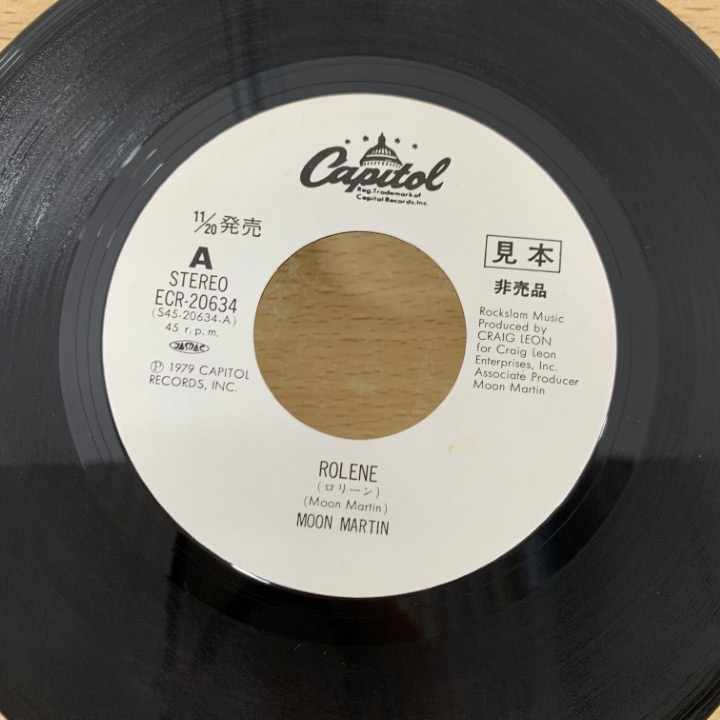 Capitol
Reg. Trademark of
Capitol Records, Inc.
11/20 発売
A
STEREO
ECR-20634
(S45-20634-A)
45 r.p.m.
JASRAC
Ⓟ 1979 CAPITOL
RECORDS, INC.
見本
非売品
Rockslam Music
Produced by
CRAIG LEON
for Craig Leon
Enterprises, Inc.
Associate Producer
Moon Martin
ROLENE
(ロリーン)
(Moon Martin)
MOON MARTIN